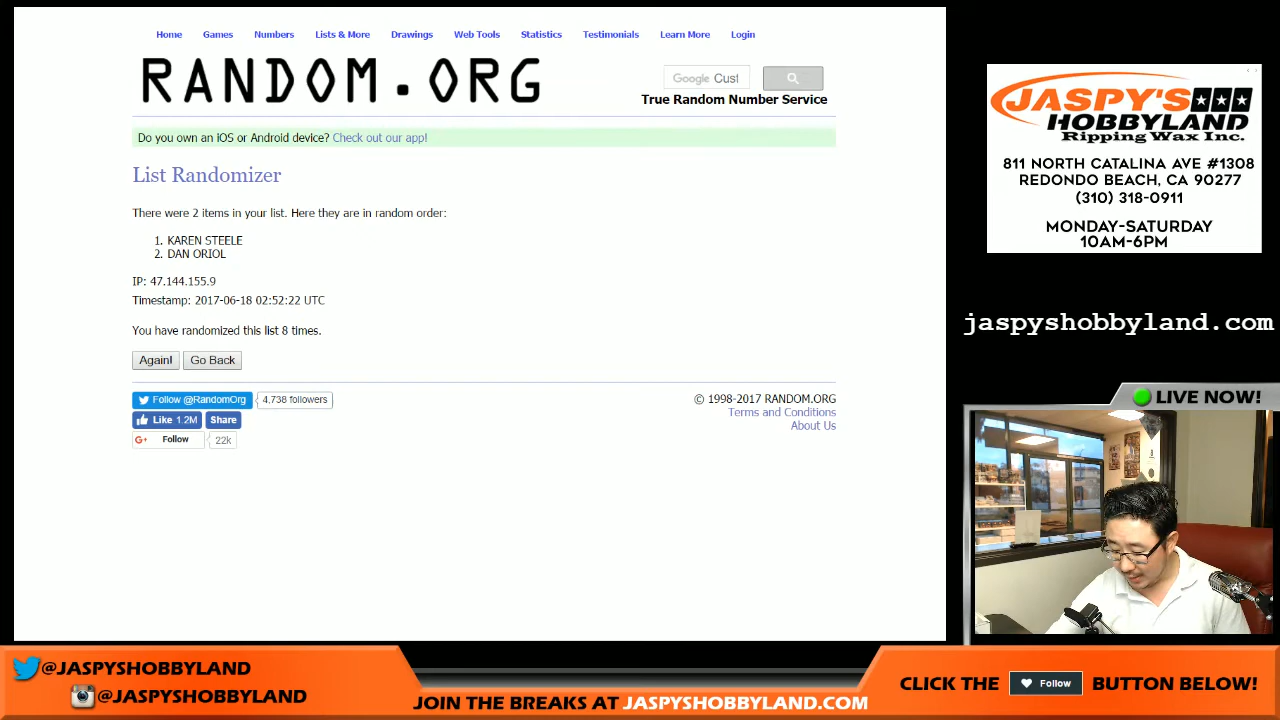 Home Games Numbers Lists & More Drawings Web Tools Statistics Testimonials Learn More Login
RANDOM.ORG
Google Cust
True Random Number Service
Do you own an iOS or Android device? Check out our app!
List Randomizer
There were 2 items in your list. Here they are in random order:
1. KAREN STEELE
2. DAN ORIOL
IP: 47.144.155.9
Timestamp: 2017-06-18 02:52:22 UTC
You have randomized this list 8 times.
Again! Go Back
Follow @RandomOrg 4,738 followers
Like 1.2M Share
G+ Follow 22k
© 1998-2017 RANDOM.ORG
Terms and Conditions
About Us
JASPY'S
HOBBYLAND
Ripping Wax Inc.
811 NORTH CATALINA AVE #1308
REDONDO BEACH, CA 90277
(310) 318-0911
MONDAY-SATURDAY
10AM-6PM
jaspyshobbyland.com
LIVE NOW!
@JASPYSHOBBYLAND
@JASPYSHOBBYLAND
JOIN THE BREAKS AT JASPYSHOBBYLAND.COM
CLICK THE Follow BUTTON BELOW!